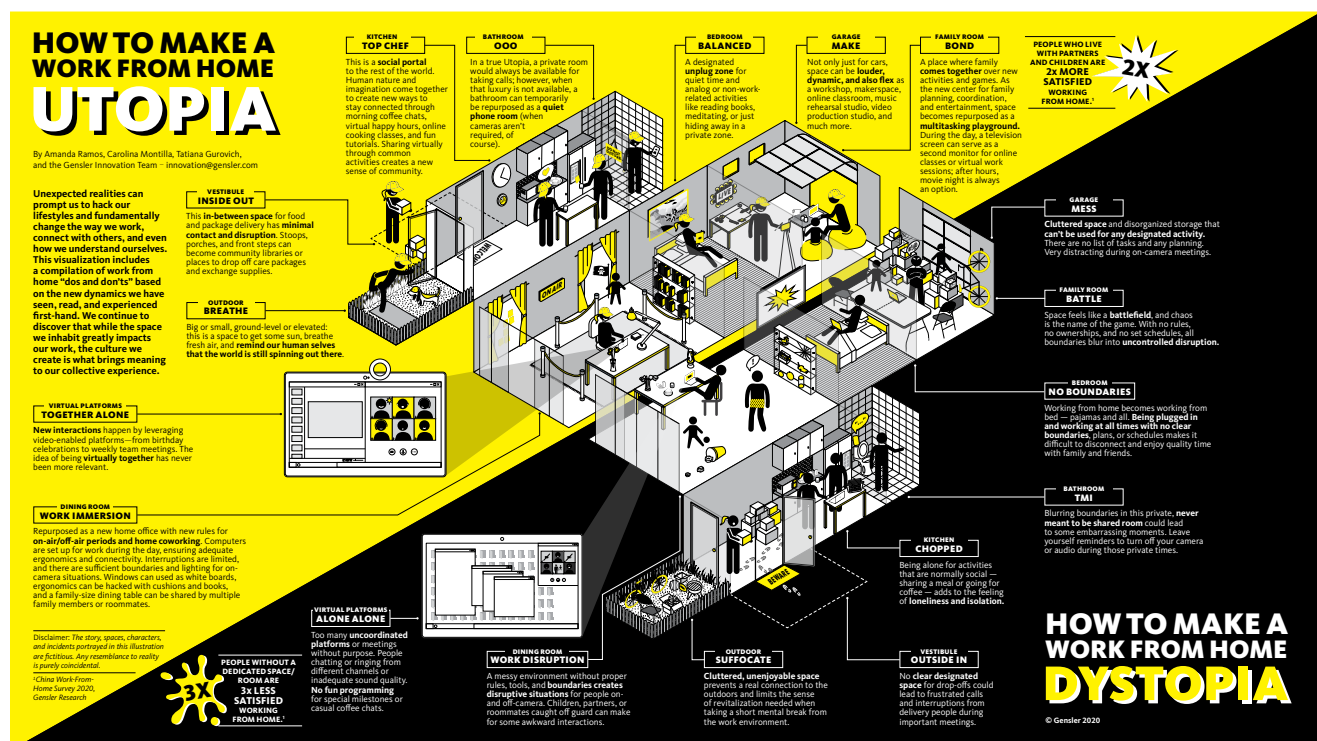 HOW TO MAKE A
WORK FROM HOME
UTOPIA
By Amanda Ramos, Carolina Montilla, Tatiana Gurovich,
and the Gensler Innovation Team – innovation@gensler.com
Unexpected realities can
prompt us to hack our
lifestyles and fundamentally
change the way we work,
connect with others, and even
how we understand ourselves.
This visualization includes
a compilation of work from
home “dos and don’ts” based
on the new dynamics we have
seen, read, and experienced
first-hand. We continue to
discover that while the space
we inhabit greatly impacts
our work, the culture we
create is what brings meaning
to our collective experience.
KITCHEN
TOP CHEF
This is a social portal
to the rest of the world.
Human nature and
imagination come together
to create new ways to
stay connected through
morning coffee chats,
virtual happy hours, online
cooking classes, and fun
tutorials. Sharing virtually
through common
activities creates a new
sense of community.
BATHROOM
OOO
In a true Utopia, a private room
would always be available for
taking calls; however, when
that luxury is not available, a
bathroom can temporarily
be repurposed as a quiet
phone room (when
cameras aren’t
required, of
course).
BEDROOM
BALANCED
A designated
unplug zone for
quiet time and
analog or non-work-
related activities
like reading books,
meditating, or just
hiding away in a
private zone.
GARAGE
MAKE
Not only just for cars,
space can be louder,
dynamic, and also flex as
a workshop, makerspace,
online classroom, music
rehearsal studio, video
production studio, and
much more.
FAMILY ROOM
BOND
A place where family
comes together over new
activities and games. As
the new center for family
planning, coordination,
and entertainment, space
becomes repurposed as a
multitasking playground.
During the day, a television
screen can serve as a
second monitor for online
classes or virtual work
sessions; after hours,
movie night is always
an option.
PEOPLE WHO LIVE
WITH PARTNERS
AND CHILDREN ARE
2x MORE
SATISFIED
WORKING
FROM HOME.¹
2X
VESTIBULE
INSIDE OUT
This in-between space for food
and package delivery has minimal
contact and disruption. Stoops,
porches, and front steps can
become community libraries or
places to drop off care packages
and exchange supplies.
OUTDOOR
BREATHE
Big or small, ground-level or elevated:
this is a space to get some sun, breathe
fresh air, and remind our human selves
that the world is still spinning out there.
VIRTUAL PLATFORMS
TOGETHER ALONE
New interactions happen by leveraging
video-enabled platforms—from birthday
celebrations to weekly team meetings. The
idea of being virtually together has never
been more relevant.
DINING ROOM
WORK IMMERSION
Repurposed as a new home office with new rules for
on-air/off-air periods and home coworking. Computers
are set up for work during the day, ensuring adequate
ergonomics and connectivity. Interruptions are limited,
and there are sufficient boundaries and lighting for on-
camera situations. Windows can used as white boards,
ergonomics can be hacked with cushions and books,
and a family-size dining table can be shared by multiple
family members or roommates.
Disclaimer: The story, spaces, characters,
and incidents portrayed in this illustration
are fictitious. Any resemblance to reality
is purely coincidental.
¹China Work-From-
Home Survey 2020,
Gensler Research
3X
PEOPLE WITHOUT A
DEDICATED SPACE/
ROOM ARE
3x LESS
SATISFIED
WORKING
FROM HOME.¹
ON AIR
LIVE
BEWARE
GARAGE
MESS
Cluttered space and disorganized storage that
can’t be used for any designated activity.
There are no list of tasks and any planning.
Very distracting during on-camera meetings.
FAMILY ROOM
BATTLE
Space feels like a battlefield, and chaos
is the name of the game. With no rules,
no ownerships, and no set schedules, all
boundaries blur into uncontrolled disruption.
BEDROOM
NO BOUNDARIES
Working from home becomes working from
bed — pajamas and all. Being plugged in
and working at all times with no clear
boundaries, plans, or schedules makes it
difficult to disconnect and enjoy quality time
with family and friends.
BATHROOM
TMI
Blurring boundaries in this private, never
meant to be shared room could lead
to some embarrassing moments. Leave
yourself reminders to turn off your camera
or audio during those private times.
KITCHEN
CHOPPED
Being alone for activities
that are normally social —
sharing a meal or going for
coffee — adds to the feeling
of loneliness and isolation.
VIRTUAL PLATFORMS
ALONE ALONE
Too many uncoordinated
platforms or meetings
without purpose. People
chatting or ringing from
different channels or
inadequate sound quality.
No fun programming
for special milestones or
casual coffee chats.
DINING ROOM
WORK DISRUPTION
A messy environment without proper
rules, tools, and boundaries creates
disruptive situations for people on-
and off-camera. Children, partners, or
roommates caught off guard can make
for some awkward interactions.
OUTDOOR
SUFFOCATE
Cluttered, unenjoyable space
prevents a real connection to the
outdoors and limits the sense
of revitalization needed when
taking a short mental break from
the work environment.
VESTIBULE
OUTSIDE IN
No clear designated
space for drop-offs could
lead to frustrated calls
and interruptions from
delivery people during
important meetings.
HOW TO MAKE A
WORK FROM HOME
DYSTOPIA
© Gensler 2020